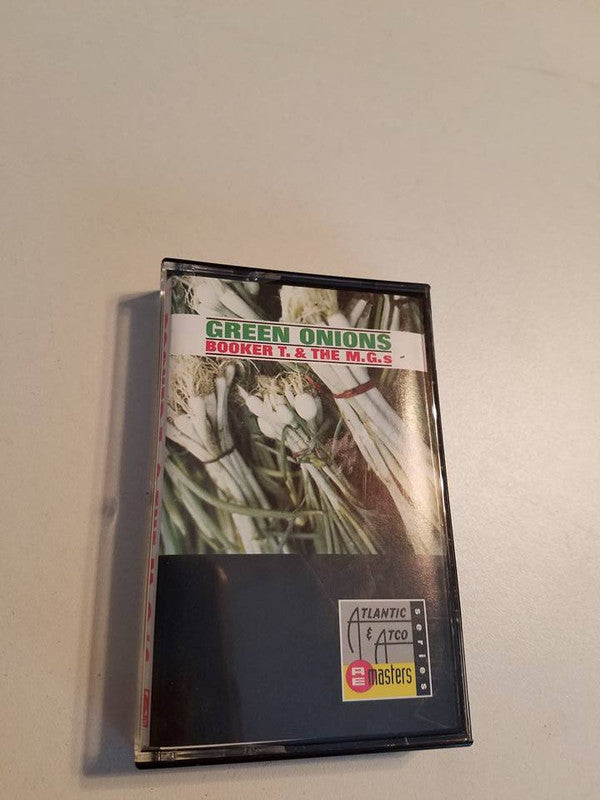 GREEN ONIONS
BOOKER T. & THE M.G.s
ATLANTIC
& ATCO
RE masters
series